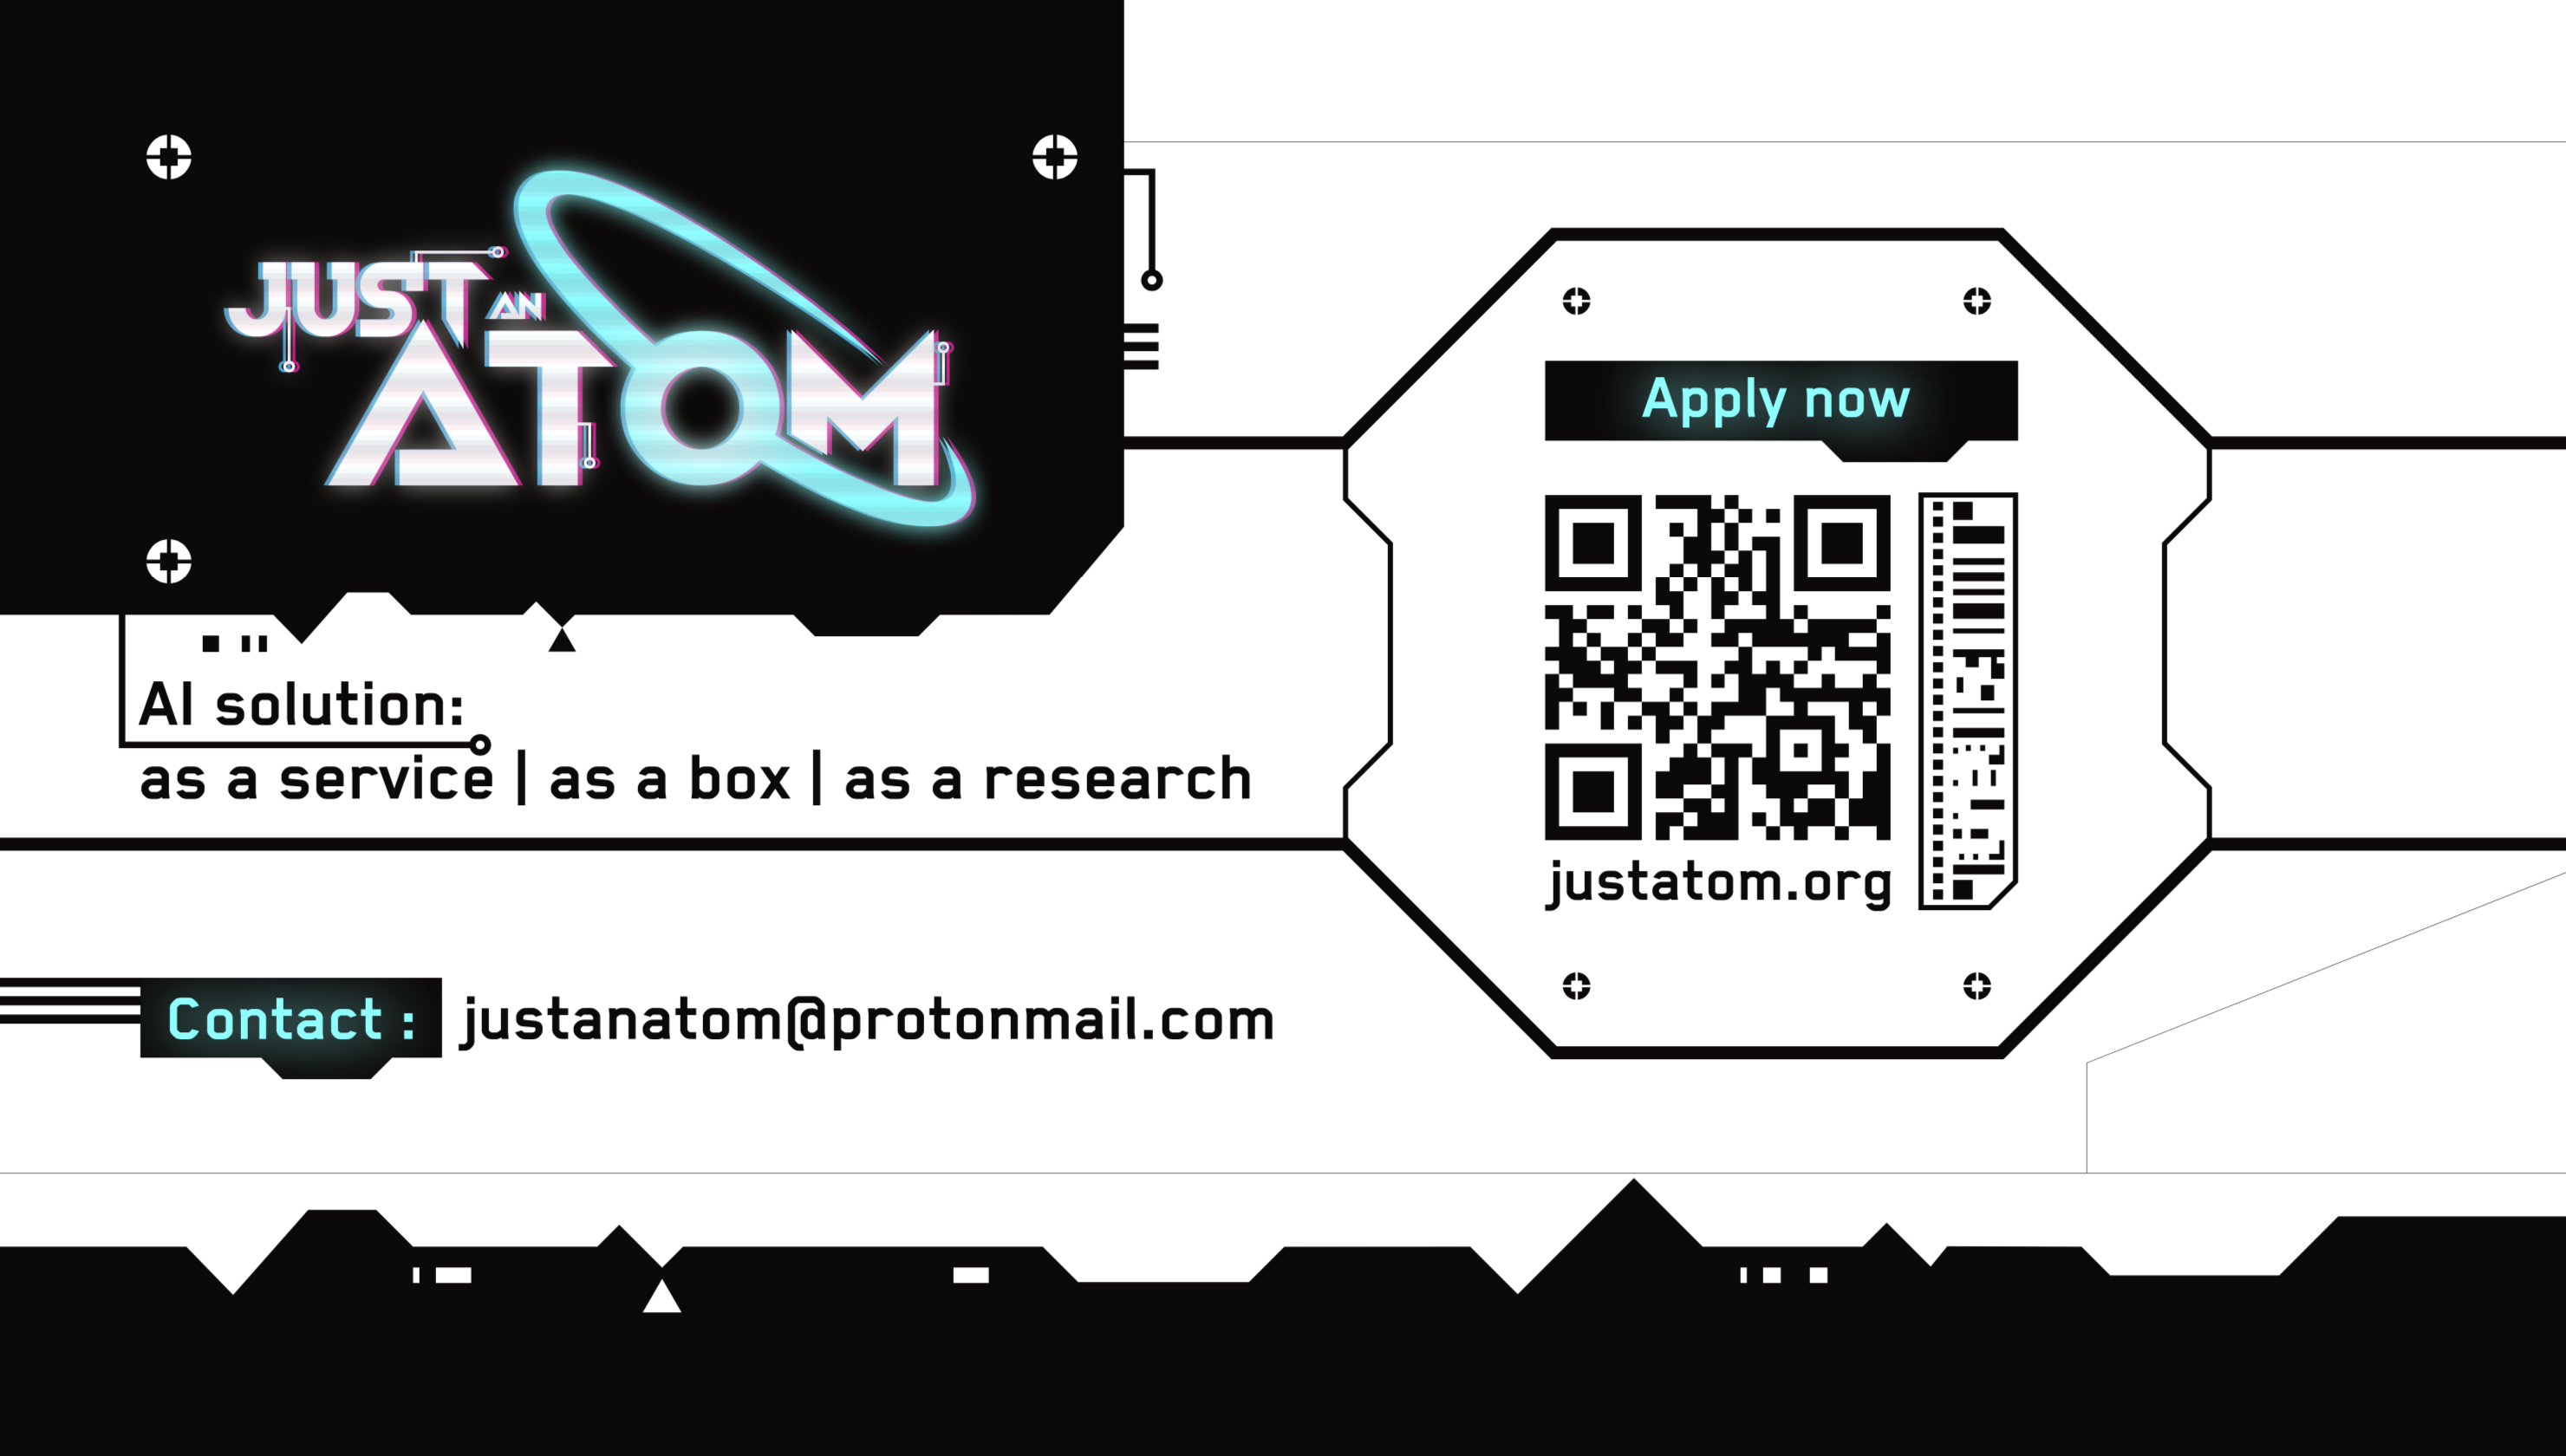 JUST AN
ATOM
AI solution:
as a service | as a box | as a research
Contact : justanatom@protonmail.com
Apply now
justatom.org